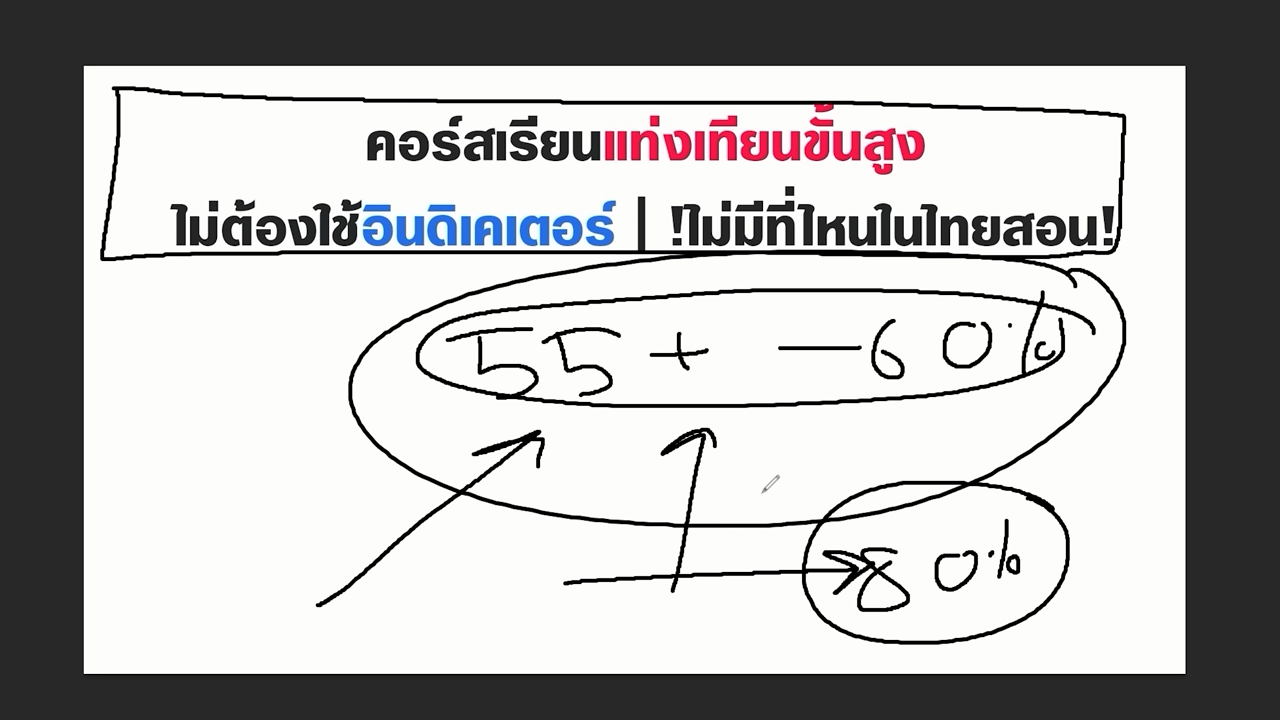 คอร์สเรียนแท่งเทียนขั้นสูง
ไม่ต้องใช้อินดิเคเตอร์ | !ไม่มีที่ไหนในไทยสอน!
55+ - 60%
80%